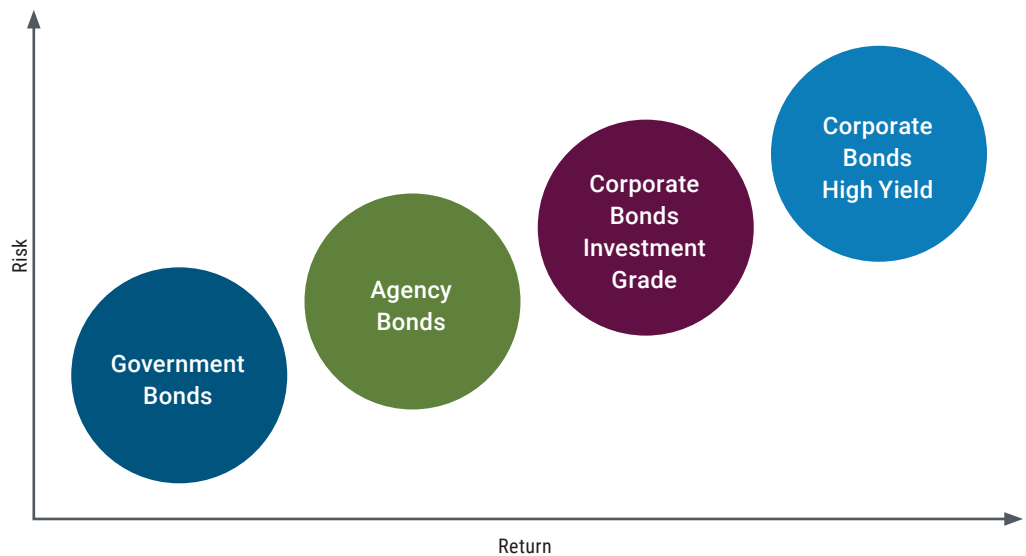 Corporate
Bonds
High Yield
Corporate
Bonds
Investment
Grade
Agency
Bonds
Government
Bonds
Risk
Return